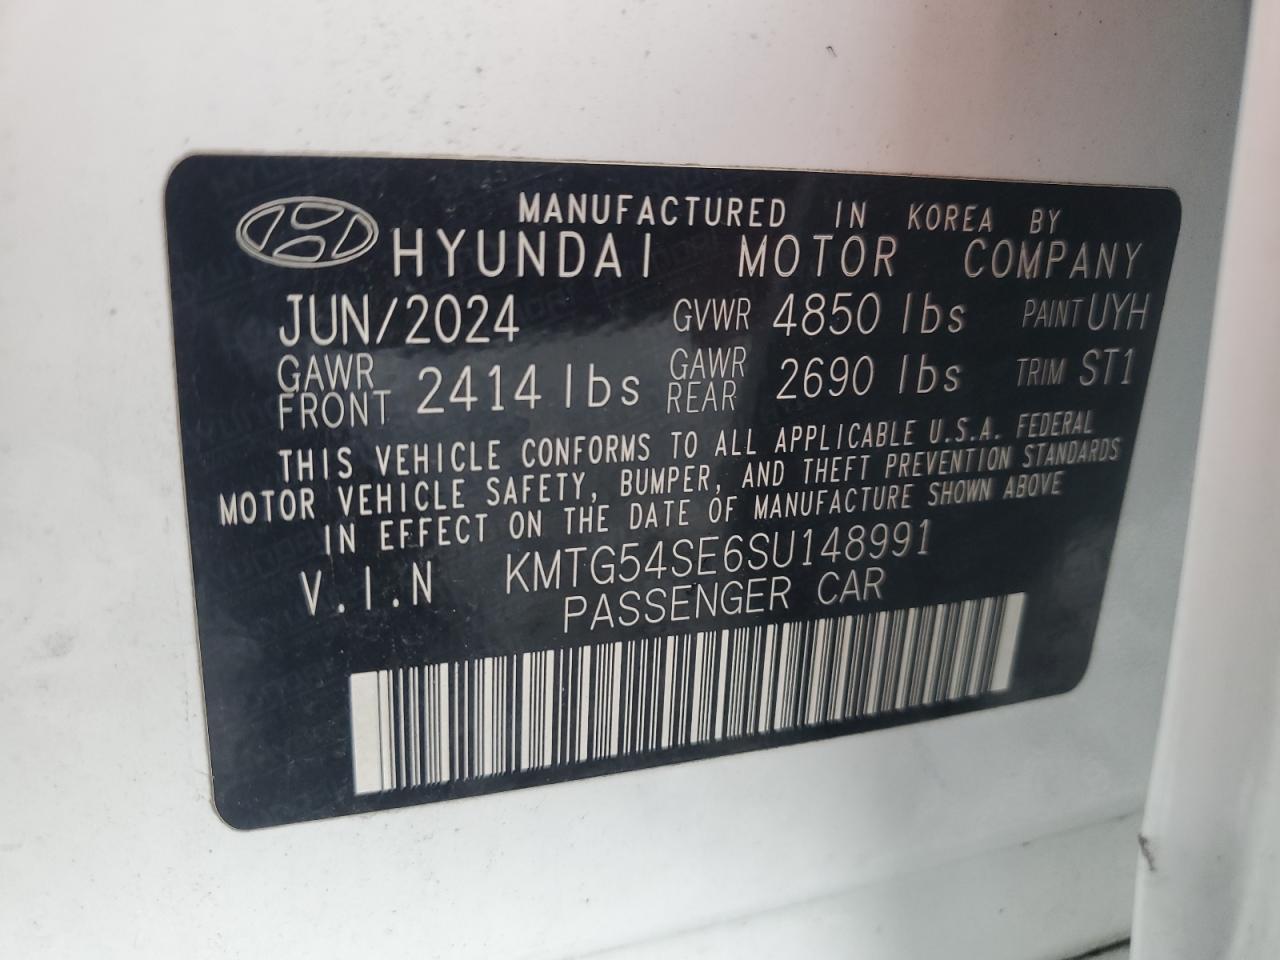 MANUFACTURED IN KOREA BY
HYUNDAI MOTOR COMPANY
JUN/2024 GVWR 4850 lbs PAINT UYH
GAWR FRONT 2414 lbs GAWR REAR 2690 lbs TRIM ST1
THIS VEHICLE CONFORMS TO ALL APPLICABLE U.S.A. FEDERAL
MOTOR VEHICLE SAFETY, BUMPER, AND THEFT PREVENTION STANDARDS
IN EFFECT ON THE DATE OF MANUFACTURE SHOWN ABOVE
V.I.N KMTG54SE6SU148991
PASSENGER CAR